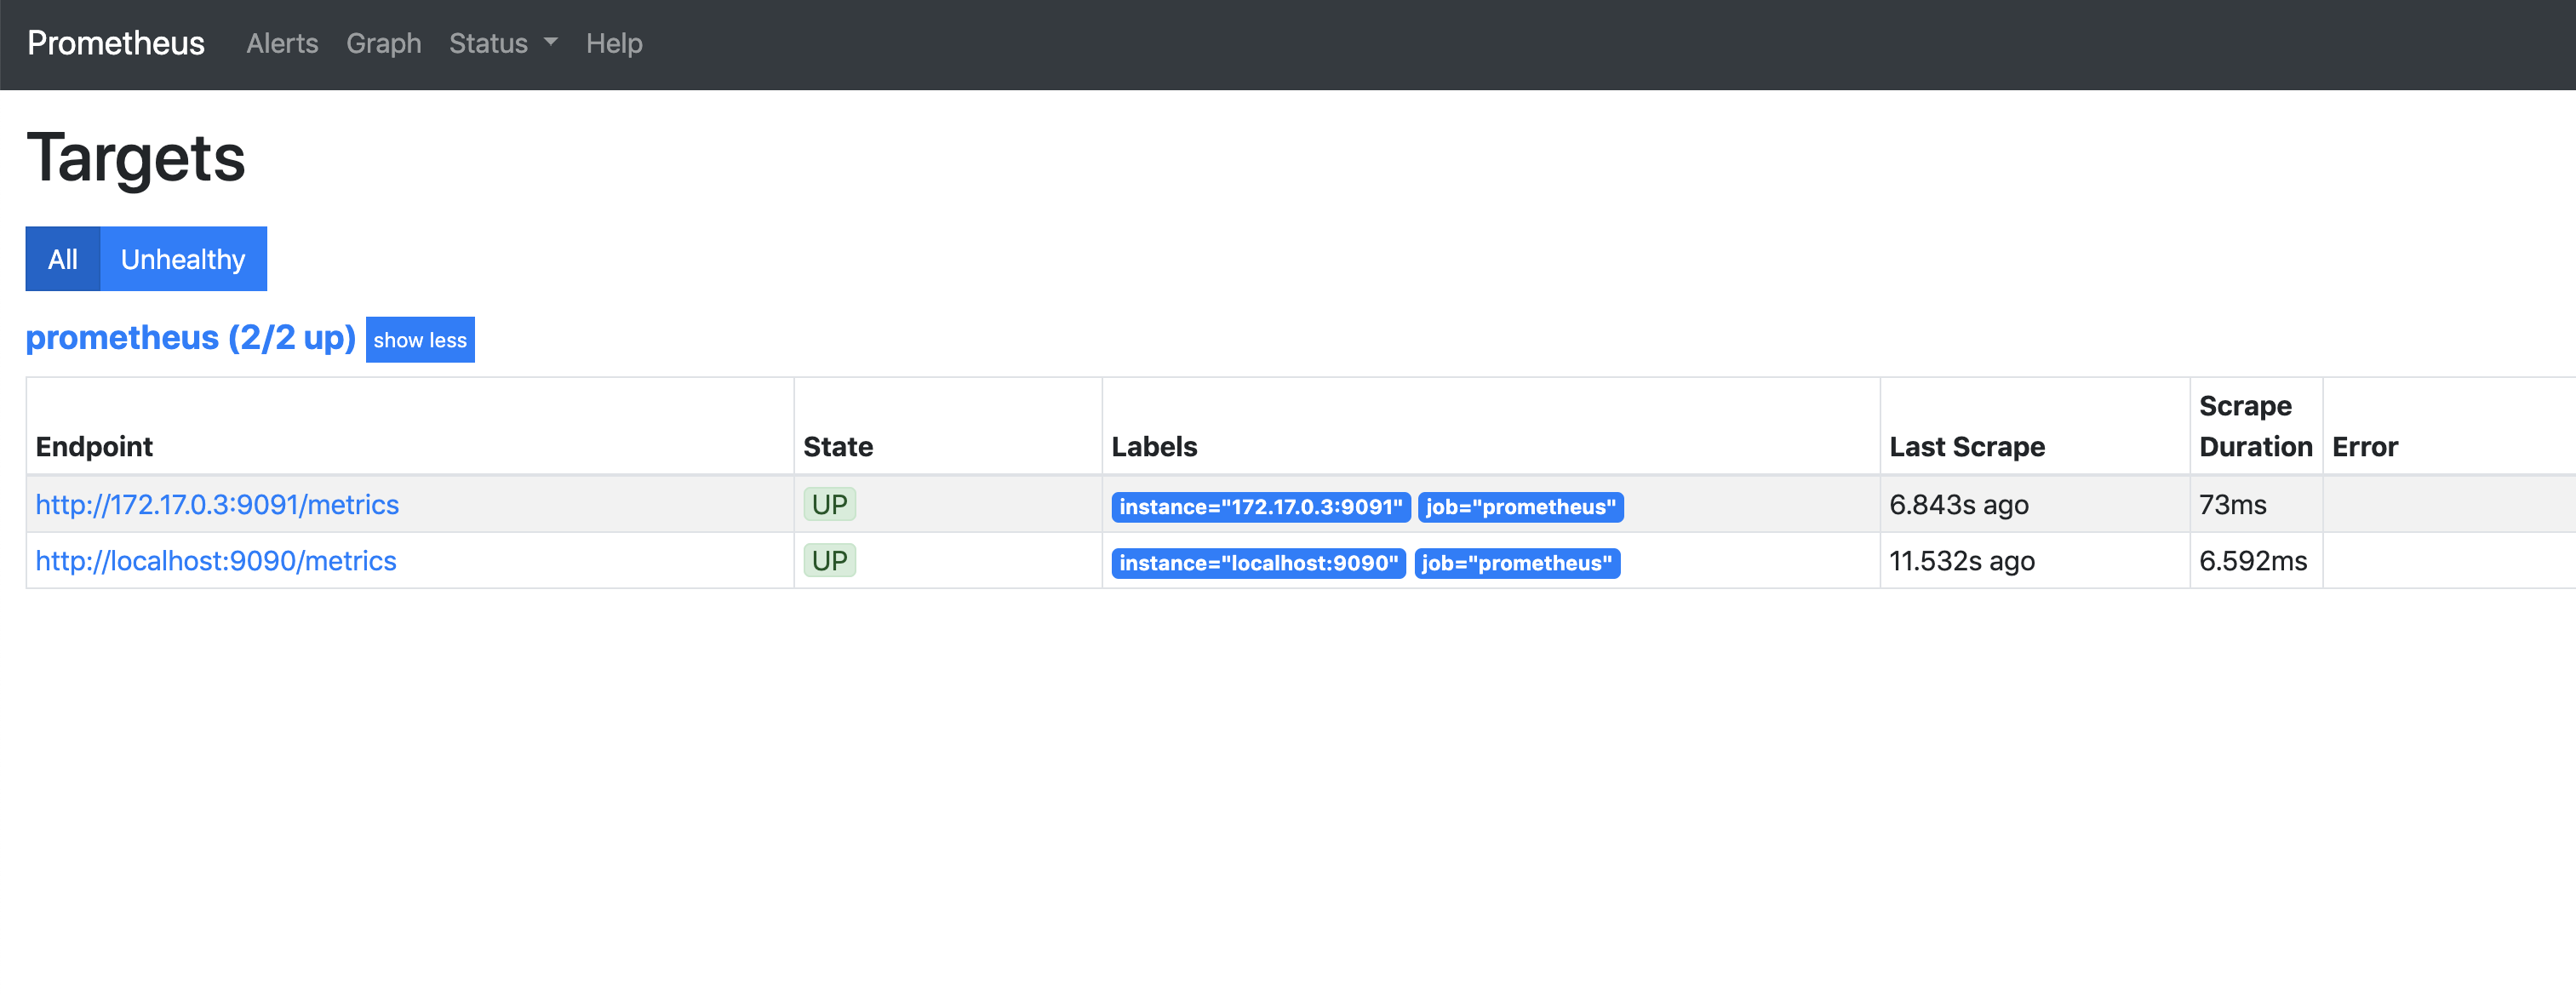 Prometheus Alerts Graph Status Help
Targets
All Unhealthy
prometheus (2/2 up) show less
Endpoint State Labels Last Scrape Scrape Duration Error
http://172.17.0.3:9091/metrics UP instance="172.17.0.3:9091" job="prometheus" 6.843s ago 73ms
http://localhost:9090/metrics UP instance="localhost:9090" job="prometheus" 11.532s ago 6.592ms